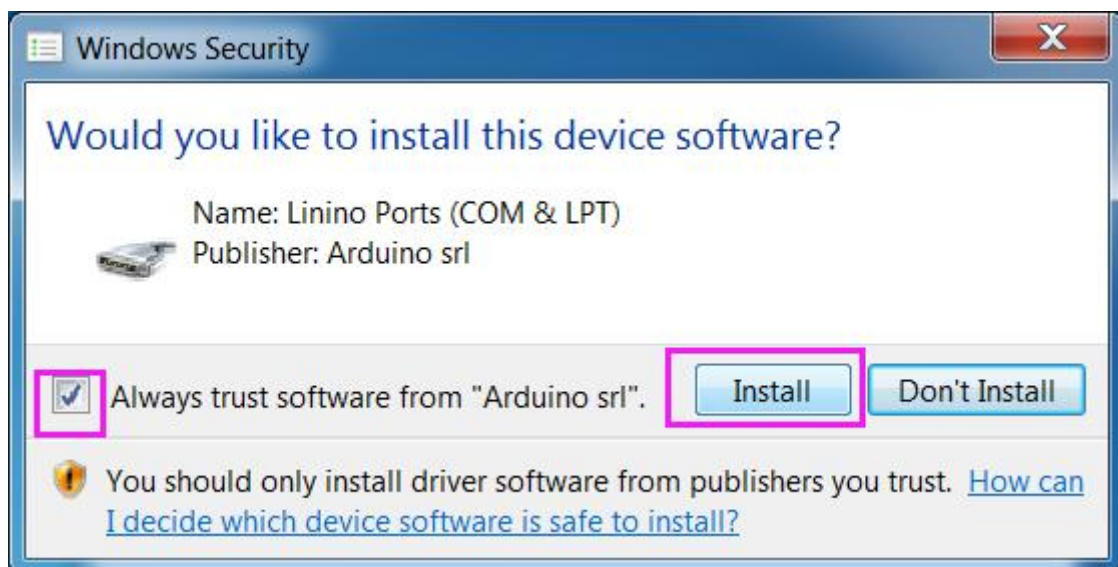 Windows Security
Would you like to install this device software?
Name: Linino Ports (COM & LPT)
Publisher: Arduino srl
Always trust software from "Arduino srl".
Install
Don't Install
You should only install driver software from publishers you trust. How can
I decide which device software is safe to install?